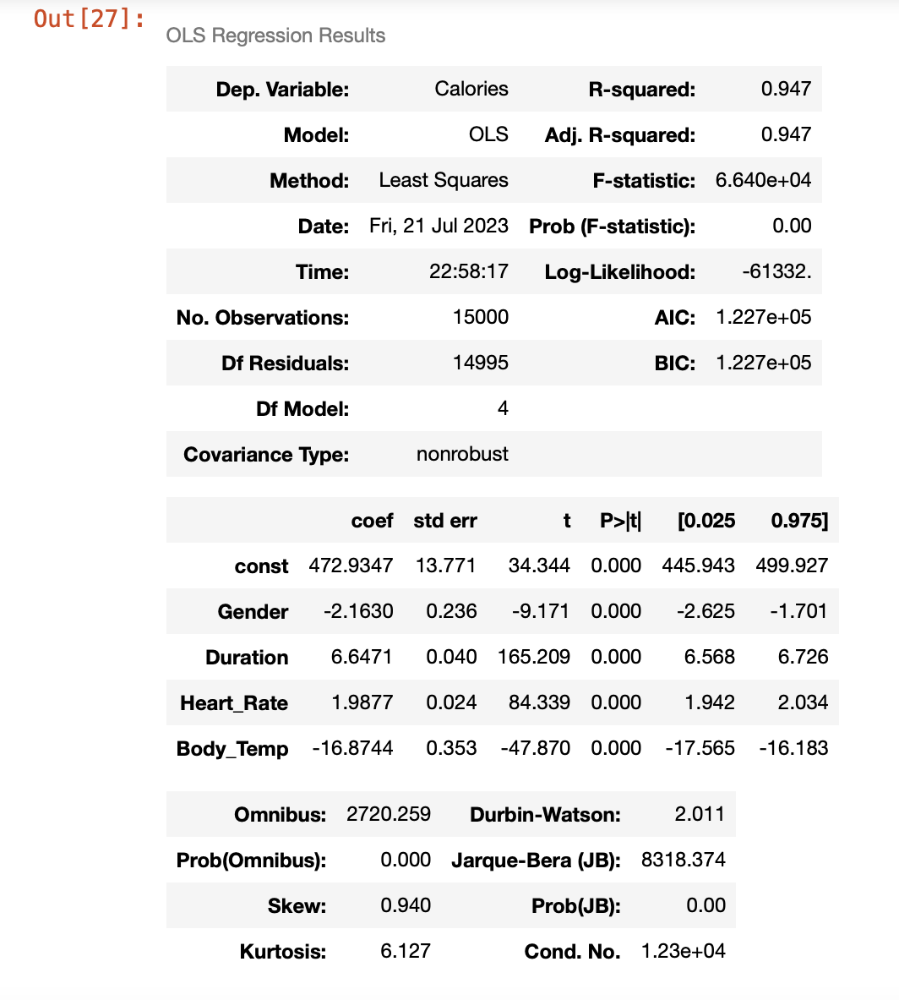 Out[27]:
OLS Regression Results
Dep. Variable: Calories R-squared: 0.947
Model: OLS Adj. R-squared: 0.947
Method: Least Squares F-statistic: 6.640e+04
Date: Fri, 21 Jul 2023 Prob (F-statistic): 0.00
Time: 22:58:17 Log-Likelihood: -61332.
No. Observations: 15000 AIC: 1.227e+05
Df Residuals: 14995 BIC: 1.227e+05
Df Model: 4
Covariance Type: nonrobust
coef std err t P>|t| [0.025 0.975]
const 472.9347 13.771 34.344 0.000 445.943 499.927
Gender -2.1630 0.236 -9.171 0.000 -2.625 -1.701
Duration 6.6471 0.040 165.209 0.000 6.568 6.726
Heart_Rate 1.9877 0.024 84.339 0.000 1.942 2.034
Body_Temp -16.8744 0.353 -47.870 0.000 -17.565 -16.183
Omnibus: 2720.259 Durbin-Watson: 2.011
Prob(Omnibus): 0.000 Jarque-Bera (JB): 8318.374
Skew: 0.940 Prob(JB): 0.00
Kurtosis: 6.127 Cond. No. 1.23e+04